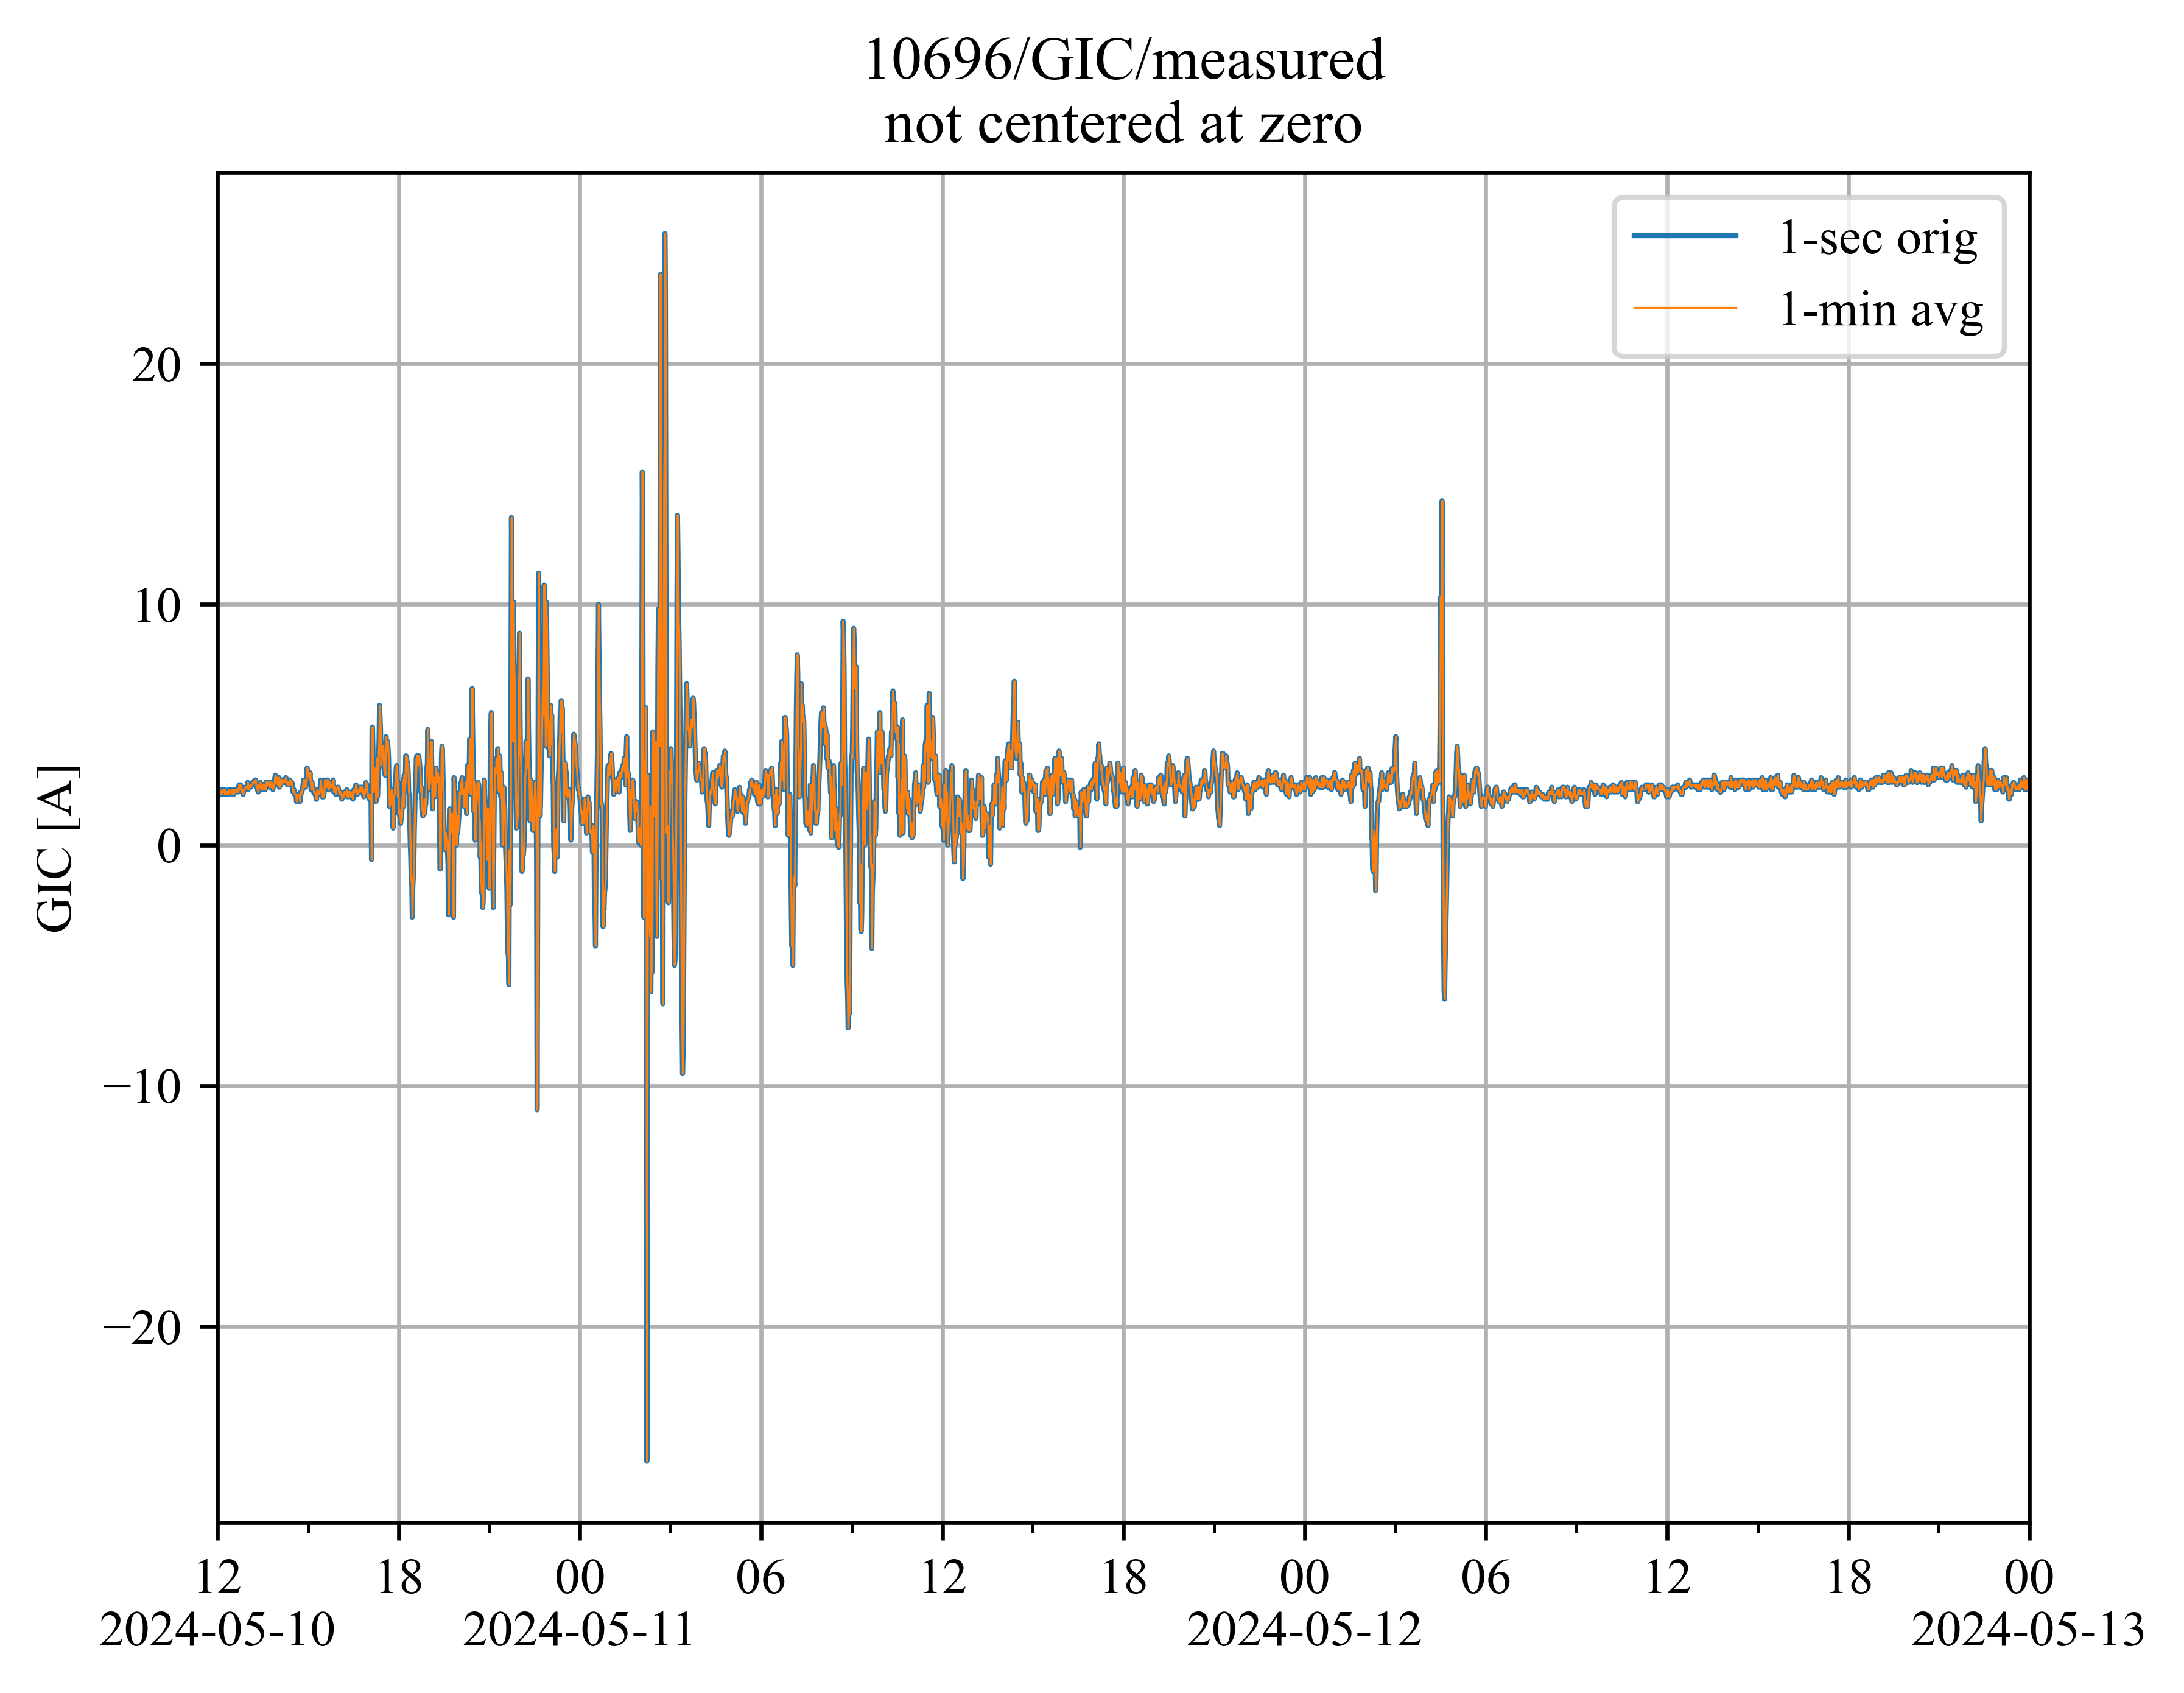 10696/GIC/measured
not centered at zero
1-sec orig
1-min avg
GIC [A]
20
10
0
−10
−20
12 18 00 06 12 18 00 06 12 18 00
2024-05-10 2024-05-11 2024-05-12 2024-05-13